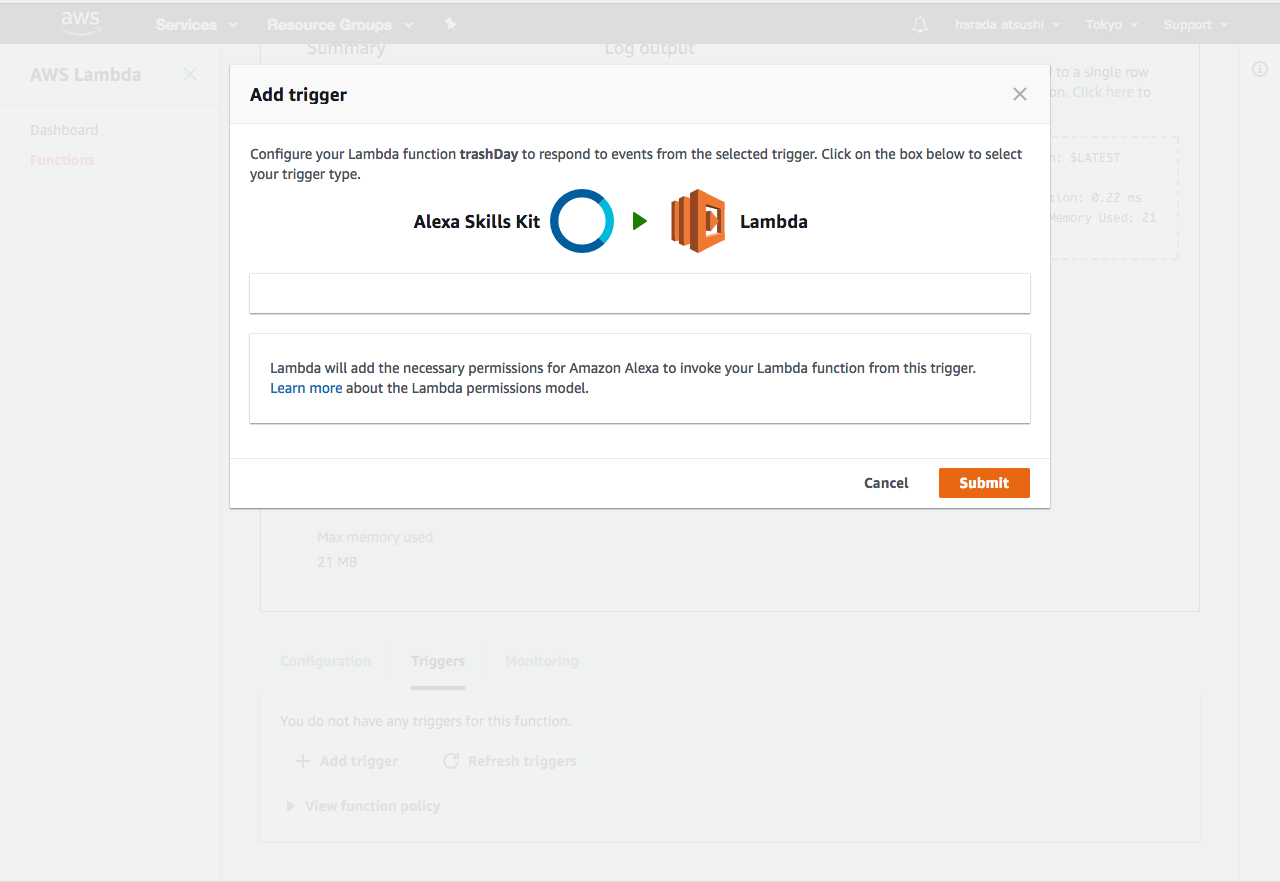 aws Services Resource Groups harada atsushi Tokyo Support
Summary Log output
AWS Lambda
to a single row
on. Click here to
Dashboard
Functions
Add trigger
Configure your Lambda function trashDay to respond to events from the selected trigger. Click on the box below to select
your trigger type.
Alexa Skills Kit Lambda
n: $LATEST
tion: 0.22 ms
Memory Used: 21
Lambda will add the necessary permissions for Amazon Alexa to invoke your Lambda function from this trigger.
Learn more about the Lambda permissions model.
Cancel Submit
Max memory used
21 MB
Configuration Triggers Monitoring
You do not have any triggers for this function.
Add trigger Refresh triggers
View function policy